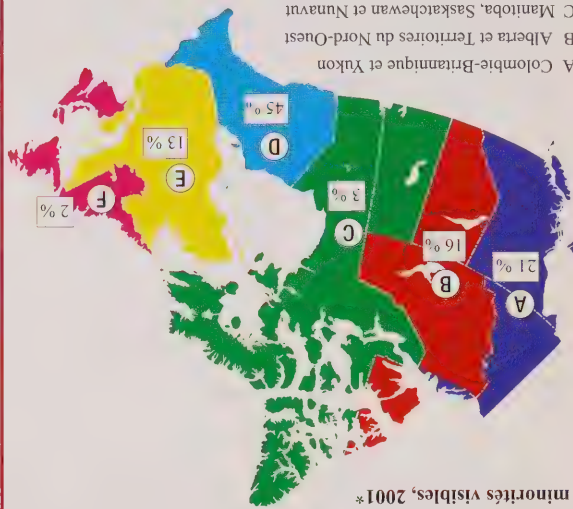 minorités visibles, 2001*
A
21 %
B
16 %
C
3 %
F
2 %
E
13 %
D
45 %
A Colombie-Britannique et Yukon
B Alberta et Territoires du Nord-Ouest
C Manitoba, Saskatchewan et Nunavut